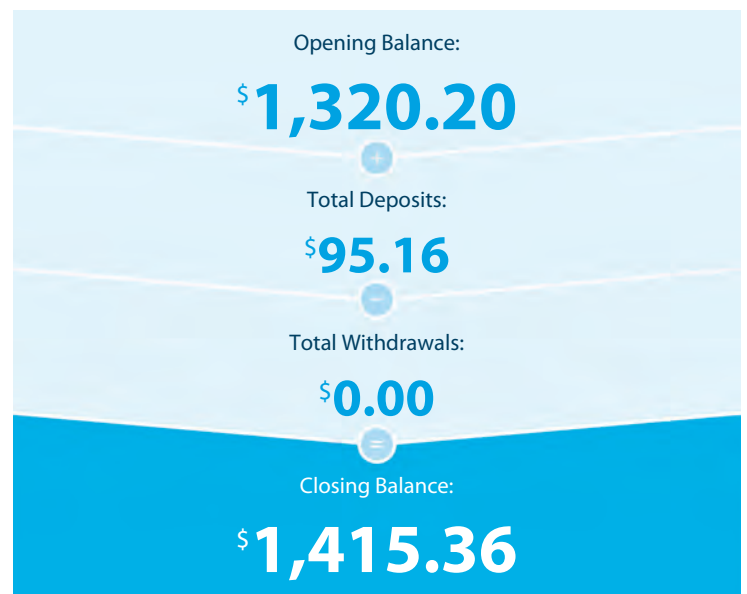 Opening Balance:
$1,320.20
+
Total Deposits:
$95.16
-
Total Withdrawals:
$0.00
=
Closing Balance:
$1,415.36